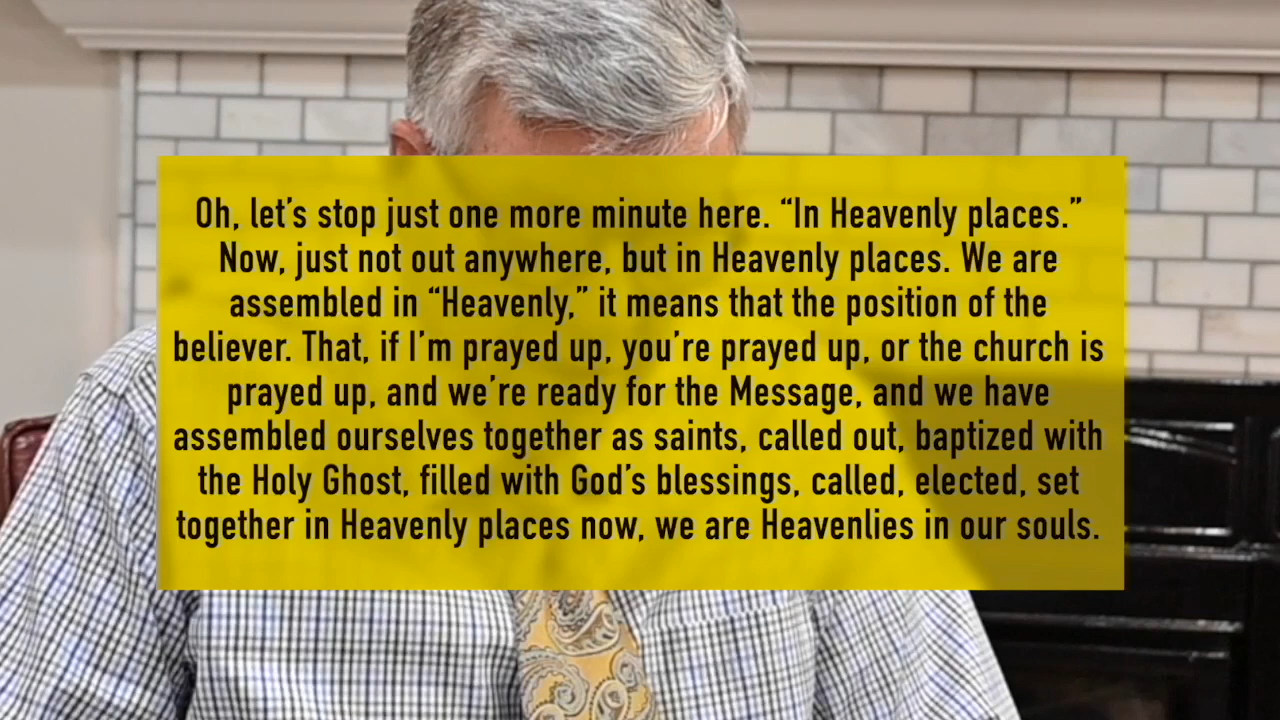 Oh, let’s stop just one more minute here. “In Heavenly places.”
Now, just not out anywhere, but in Heavenly places. We are
assembled in “Heavenly,” it means that the position of the
believer. That, if I’m prayed up, you’re prayed up, or the church is
prayed up, and we’re ready for the Message, and we have
assembled ourselves together as saints, called out, baptized with
the Holy Ghost, filled with God’s blessings, called, elected, set
together in Heavenly places now, we are Heavenlies in our souls.